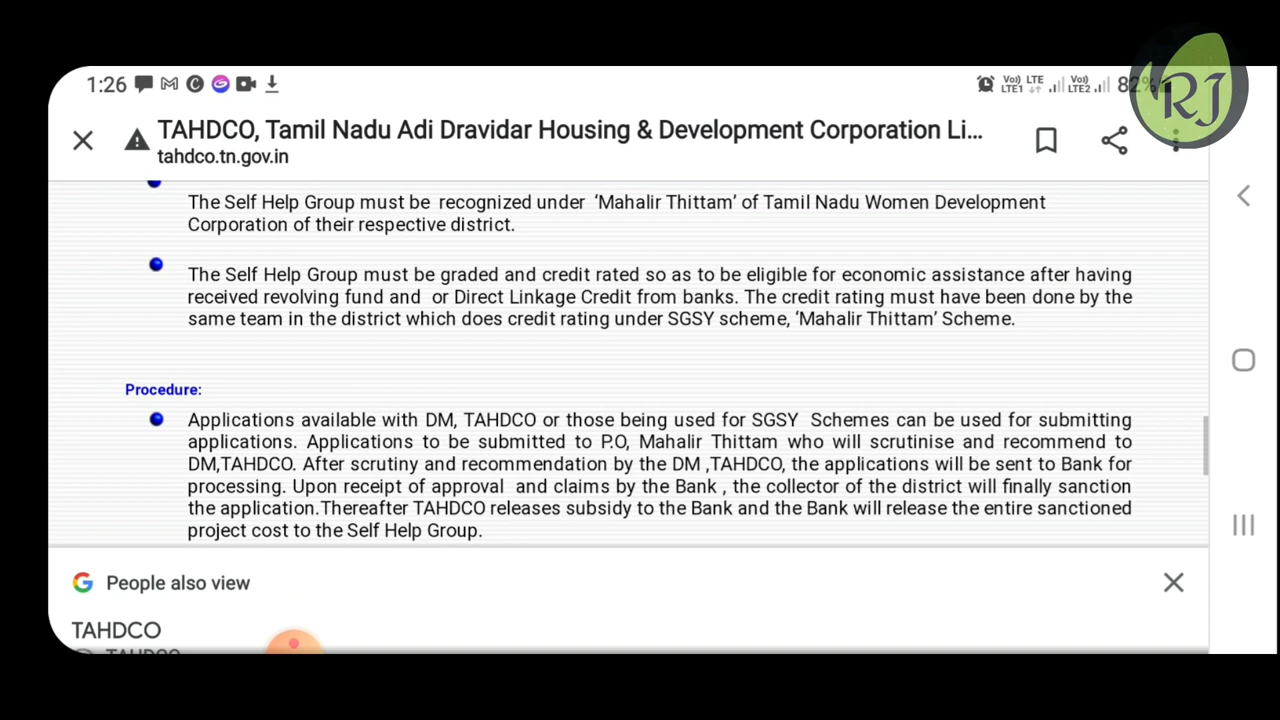 1:26
Vo) LTE Vo)
LTE1 LTE2
82%
RJ
TAHDCO, Tamil Nadu Adi Dravidar Housing & Development Corporation Li...
tahdco.tn.gov.in
The Self Help Group must be recognized under ‘Mahalir Thittam’ of Tamil Nadu Women Development
Corporation of their respective district.
The Self Help Group must be graded and credit rated so as to be eligible for economic assistance after having
received revolving fund and or Direct Linkage Credit from banks. The credit rating must have been done by the
same team in the district which does credit rating under SGSY scheme, ‘Mahalir Thittam’ Scheme.
Procedure:
Applications available with DM, TAHDCO or those being used for SGSY Schemes can be used for submitting
applications. Applications to be submitted to P.O, Mahalir Thittam who will scrutinise and recommend to
DM,TAHDCO. After scrutiny and recommendation by the DM ,TAHDCO, the applications will be sent to Bank for
processing. Upon receipt of approval and claims by the Bank , the collector of the district will finally sanction
the application.Thereafter TAHDCO releases subsidy to the Bank and the Bank will release the entire sanctioned
project cost to the Self Help Group.
People also view
TAHDCO
TAHDCO